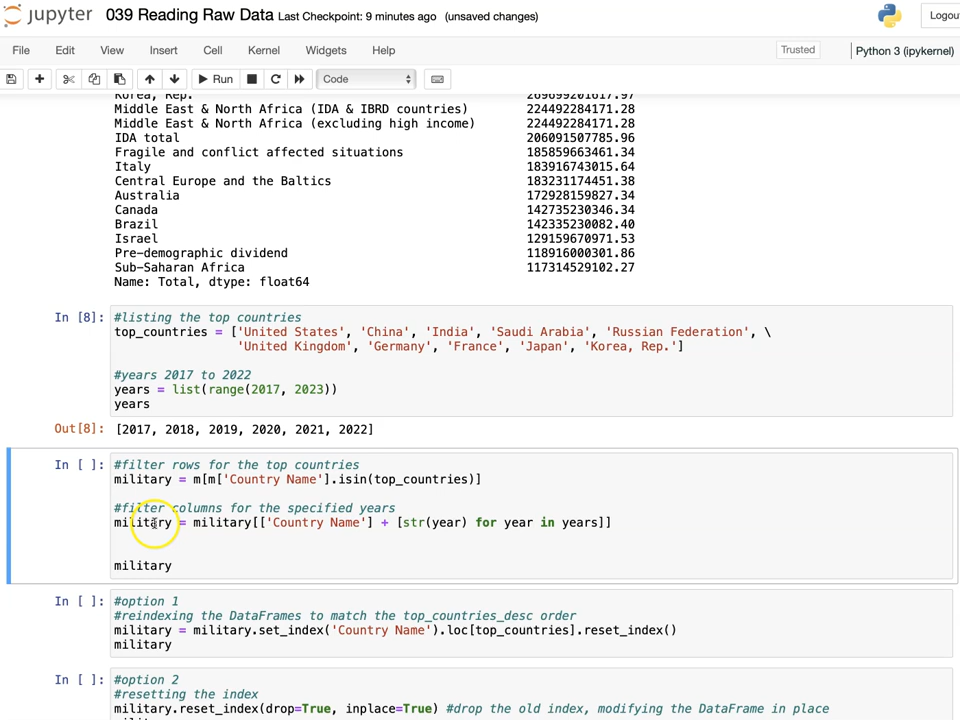 jupyter 039 Reading Raw Data Last Checkpoint: 9 minutes ago (unsaved changes) Logou
File Edit View Insert Cell Kernel Widgets Help Trusted Python 3 (ipykernel)
Run Code
Korea, Rep. 269699201617.97
Middle East & North Africa (IDA & IBRD countries) 224492284171.28
Middle East & North Africa (excluding high income) 224492284171.28
IDA total 206091507785.96
Fragile and conflict affected situations 185859663461.34
Italy 183916743015.64
Central Europe and the Baltics 183231174451.38
Australia 172928159827.34
Canada 142735230346.34
Brazil 142335230082.40
Israel 129159670971.53
Pre-demographic dividend 118916000301.86
Sub-Saharan Africa 117314529102.27
Name: Total, dtype: float64
In [8]: #listing the top countries
top_countries = ['United States', 'China', 'India', 'Saudi Arabia', 'Russian Federation', \
'United Kingdom', 'Germany', 'France', 'Japan', 'Korea, Rep.']
#years 2017 to 2022
years = list(range(2017, 2023))
years
Out[8]: [2017, 2018, 2019, 2020, 2021, 2022]
In [ ]: #filter rows for the top countries
military = m[m['Country Name'].isin(top_countries)]
#filter columns for the specified years
military = military[['Country Name'] + [str(year) for year in years]]
military
In [ ]: #option 1
#reindexing the DataFrames to match the top_countries_desc order
military = military.set_index('Country Name').loc[top_countries].reset_index()
military
In [ ]: #option 2
#resetting the index
military.reset_index(drop=True, inplace=True) #drop the old index, modifying the DataFrame in place